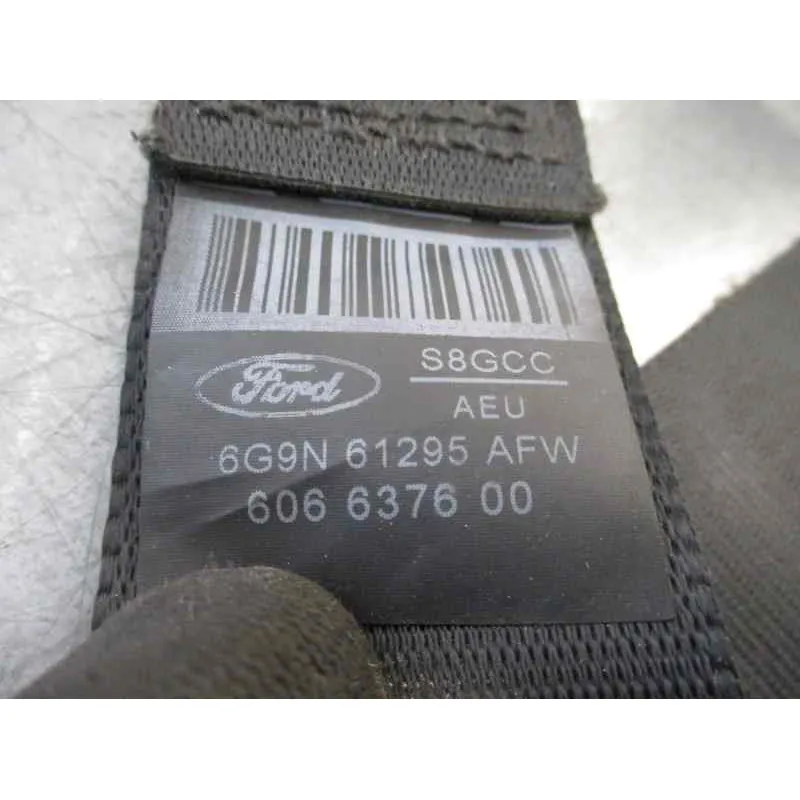 Ford
S8GCC
AEU
6G9N 61295 AFW
606 6376 00